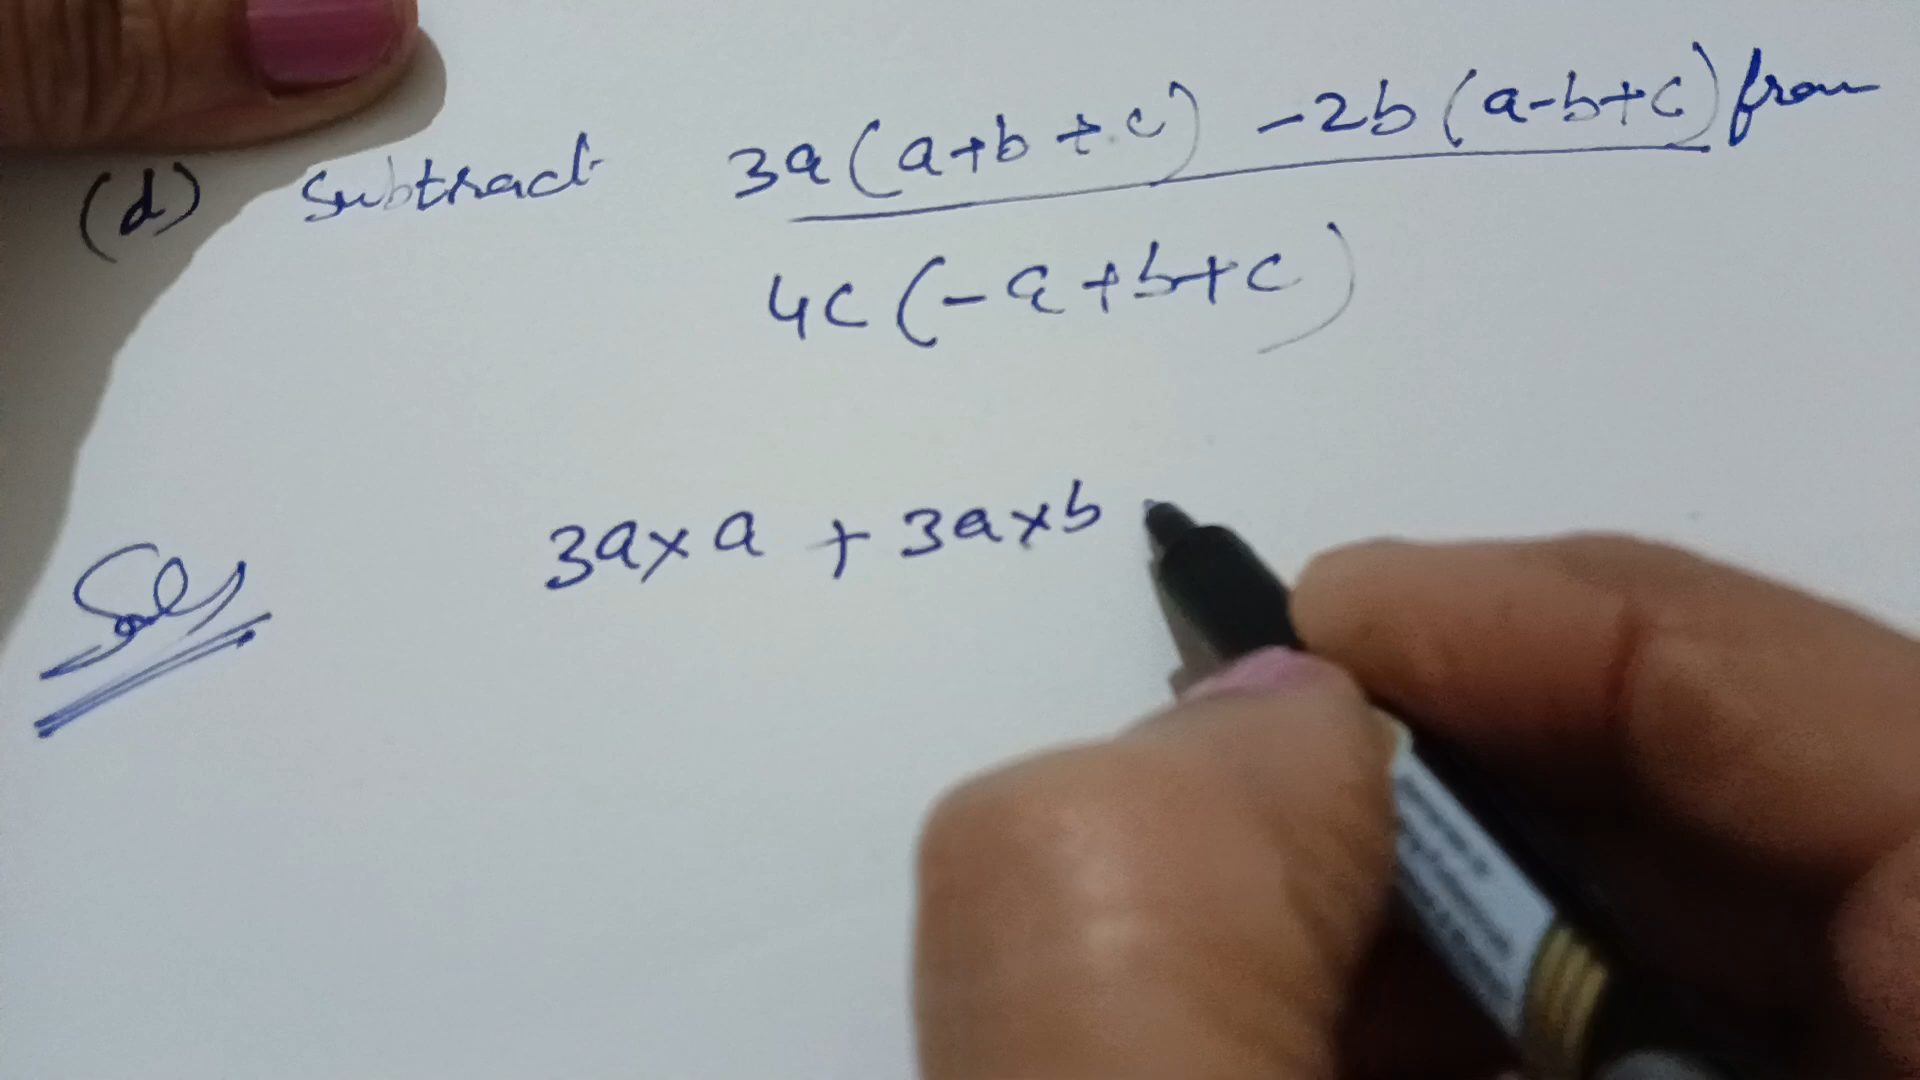 (d) Subtract 3a(a+b+c) -2b(a-b+c) from
4c(-a+b+c)
3a×a + 3a×b
Sol